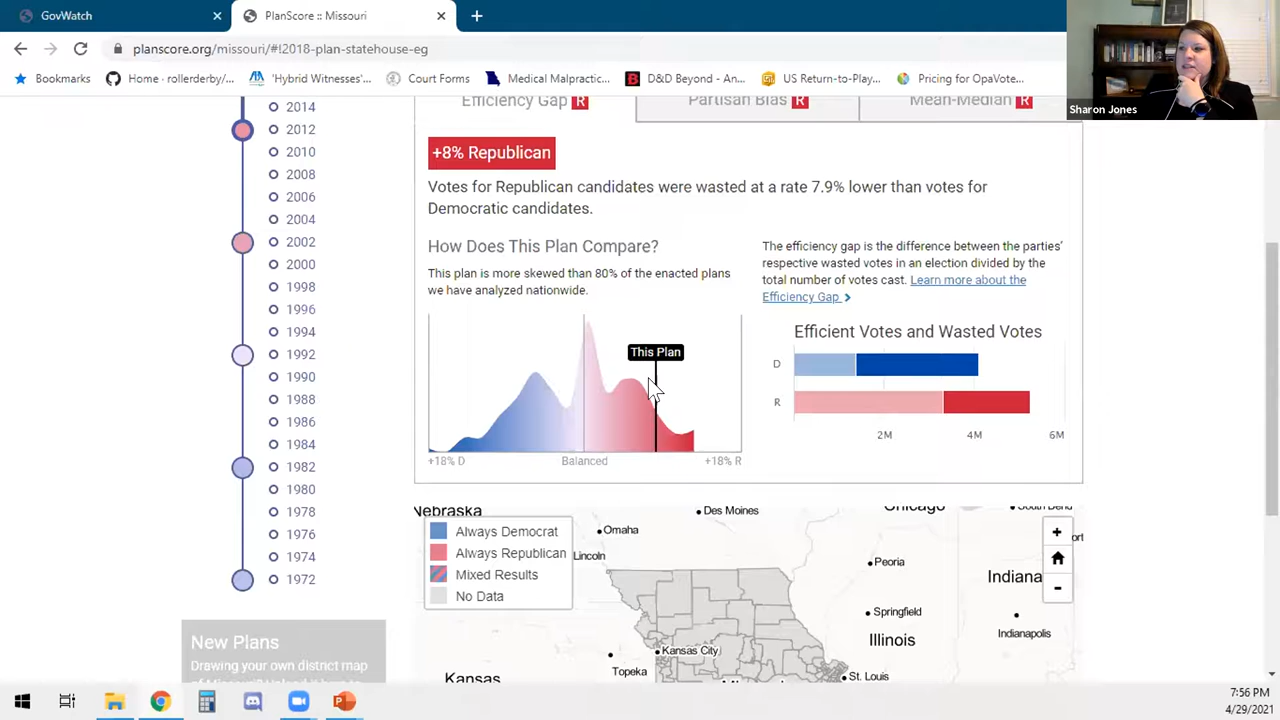 GovWatch
PlanScore :: Missouri
planscore.org/missouri/#!2018-plan-statehouse-eg
Bookmarks
Home · rollerderby/...
'Hybrid Witnesses'...
Court Forms
Medical Malpractic...
D&D Beyond - An...
US Return-to-Play...
Pricing for OpaVote...
Sharon Jones
Efficiency Gap R
Partisan Bias R
Mean-Median R
2014
2012
2010
2008
2006
2004
2002
2000
1998
1996
1994
1992
1990
1988
1986
1984
1982
1980
1978
1976
1974
1972
New Plans
Drawing your own district map
+8% Republican
Votes for Republican candidates were wasted at a rate 7.9% lower than votes for
Democratic candidates.
How Does This Plan Compare?
This plan is more skewed than 80% of the enacted plans
we have analyzed nationwide.
This Plan
+18% D
Balanced
+18% R
The efficiency gap is the difference between the parties'
respective wasted votes in an election divided by the
total number of votes cast. Learn more about the
Efficiency Gap
Efficient Votes and Wasted Votes
D
R
2M
4M
6M
Nebraska
Des Moines
Chicago
South Bend
Always Democrat
Always Republican
Mixed Results
No Data
Omaha
Lincoln
Peoria
Indiana
Springfield
Illinois
Indianapolis
Kansas City
Topeka
Kansas
St. Louis
+
-
7:56 PM
4/29/2021